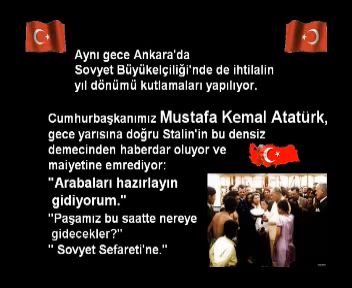 Aynı gece Ankara'da
Sovyet Büyükelçiliği'nde de ihtilalin
yıl dönümü kutlamaları yapılıyor.
Cumhurbaşkanımız Mustafa Kemal Atatürk,
gece yarısına doğru Stalin'in bu densiz
demecinden haberdar oluyor ve
maiyetine emrediyor:
"Arabaları hazırlayın
gidiyorum."
"Paşamız bu saatte nereye
gidecekler?"
" Sovyet Sefareti'ne."